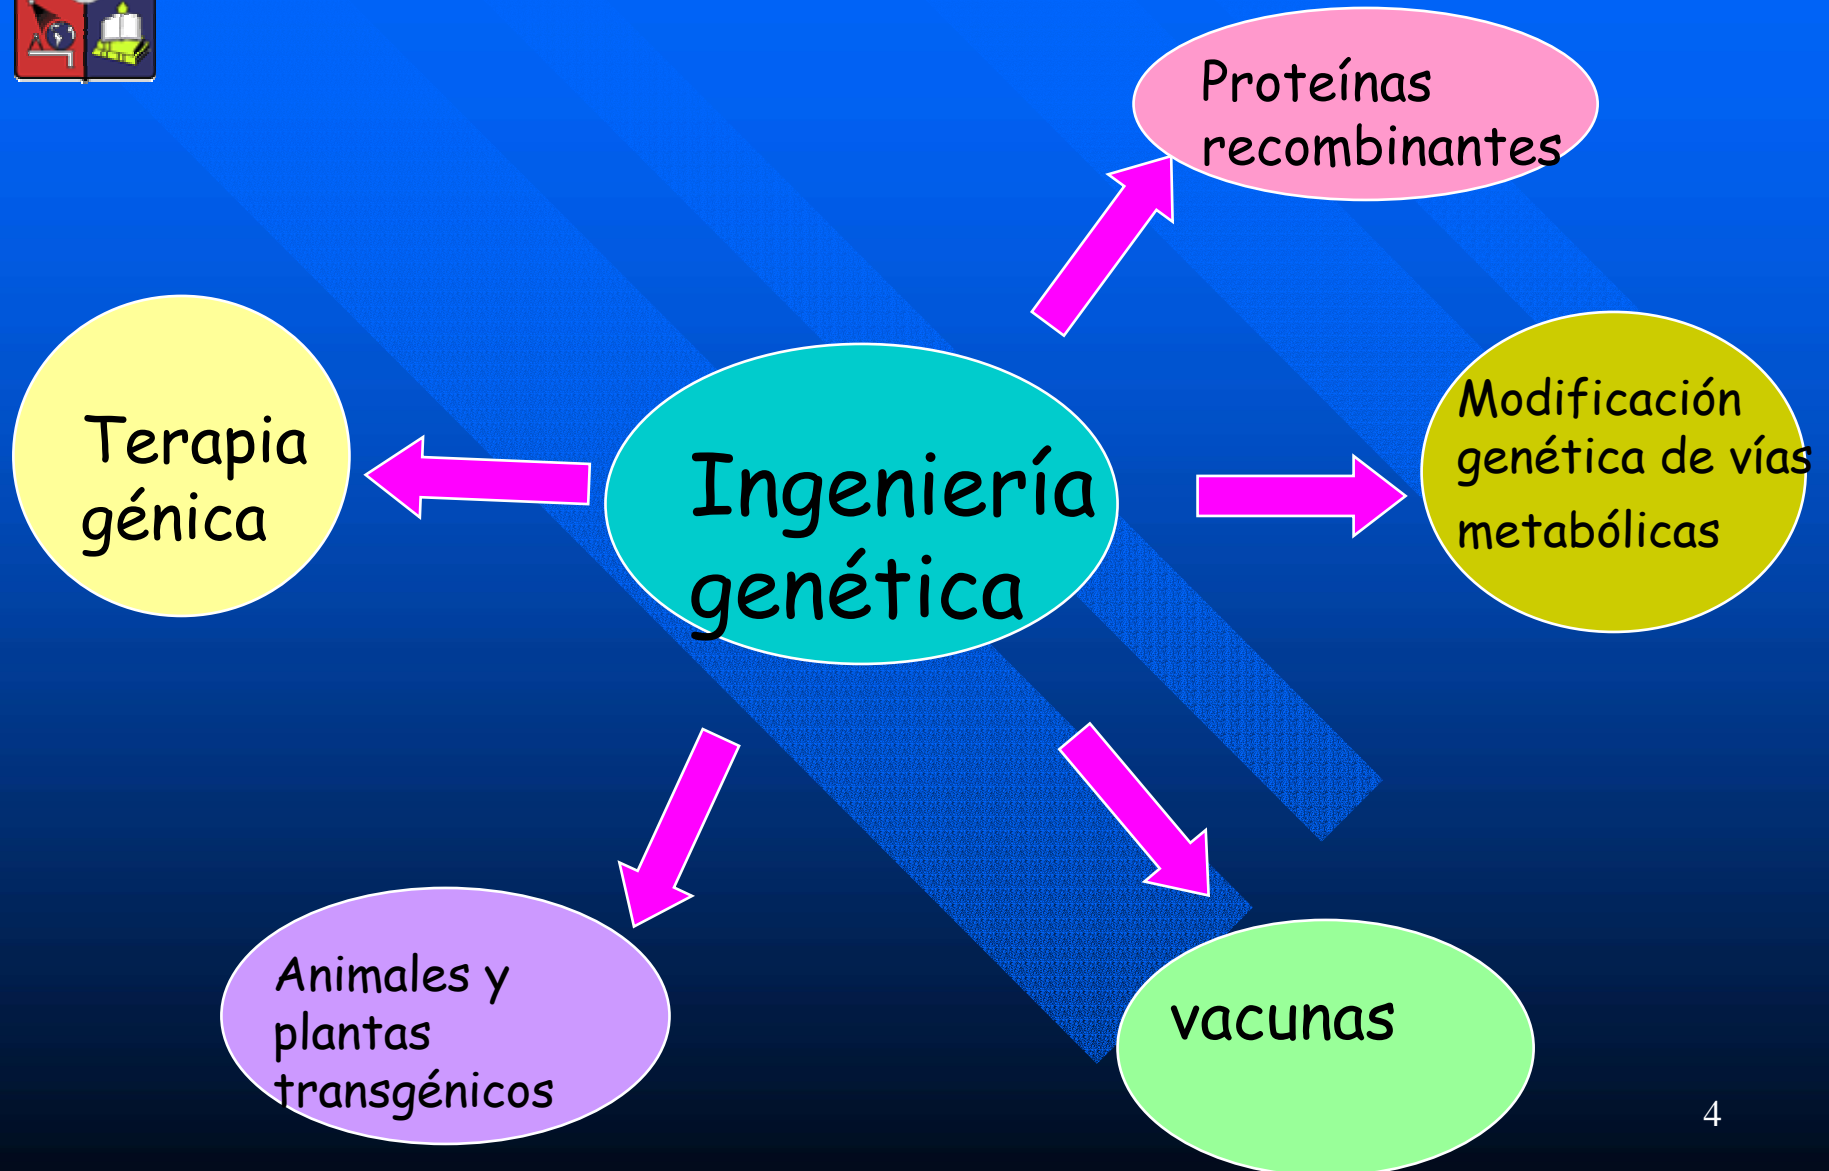 Proteínas
recombinantes
Terapia
génica
Ingeniería
genética
Modificación
genética de vías
metabólicas
Animales y
plantas
transgénicos
vacunas
4